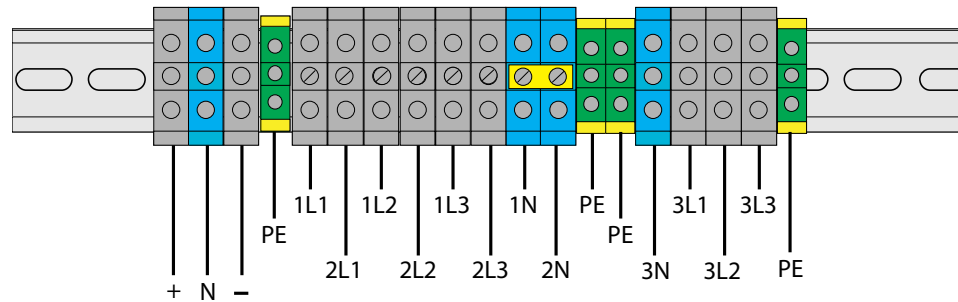 1L1 1L2 1L3 1N PE 3L1 3L3
PE PE PE
2L1 2L2 2L3 2N 3N 3L2
+ N −